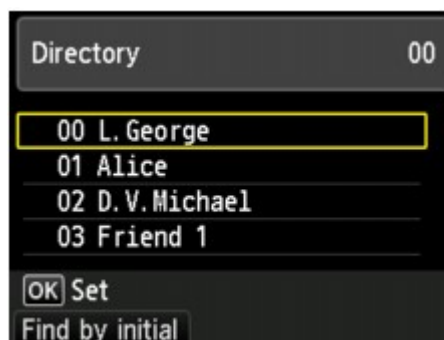 Directory 00
00 L.George
01 Alice
02 D.V.Michael
03 Friend 1
OK Set
Find by initial